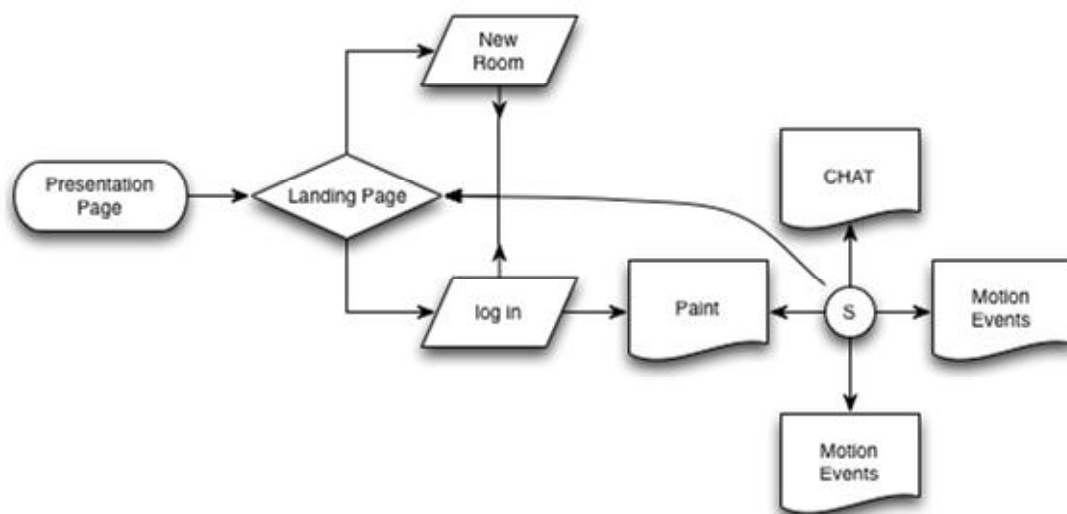 New
Room
Presentation
Page
Landing Page
CHAT
log in
Paint
S
Motion
Events
Motion
Events